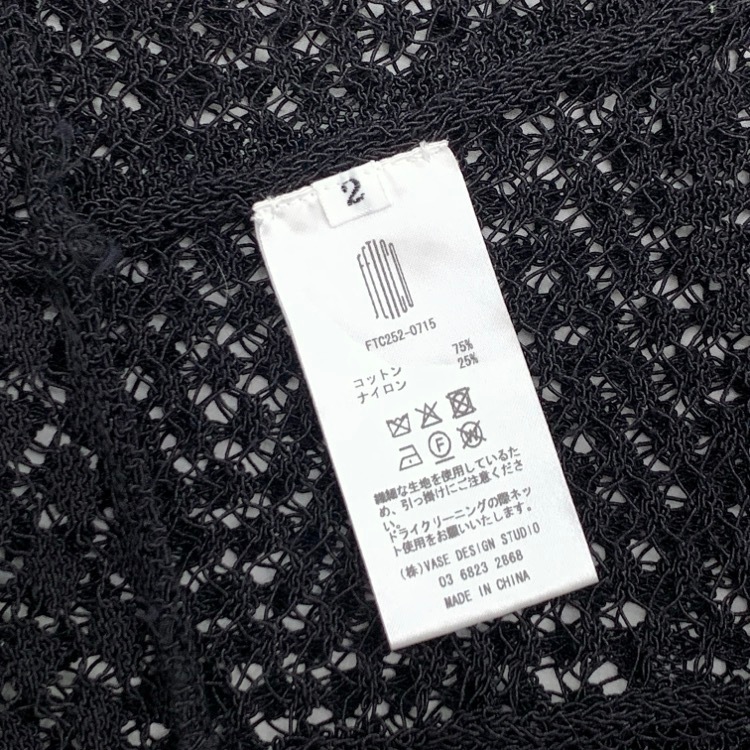 2
FETICO
FTC252-0715
コットン 75%
ナイロン 25%
F W
繊細な生地を使用しているた
め、引っ掛けにご注意くださ
い。
ドライクリーニングの際ネッ
ト使用をお願いいたします。
(株)VASE DESIGN STUDIO
03 6823 2868
MADE IN CHINA